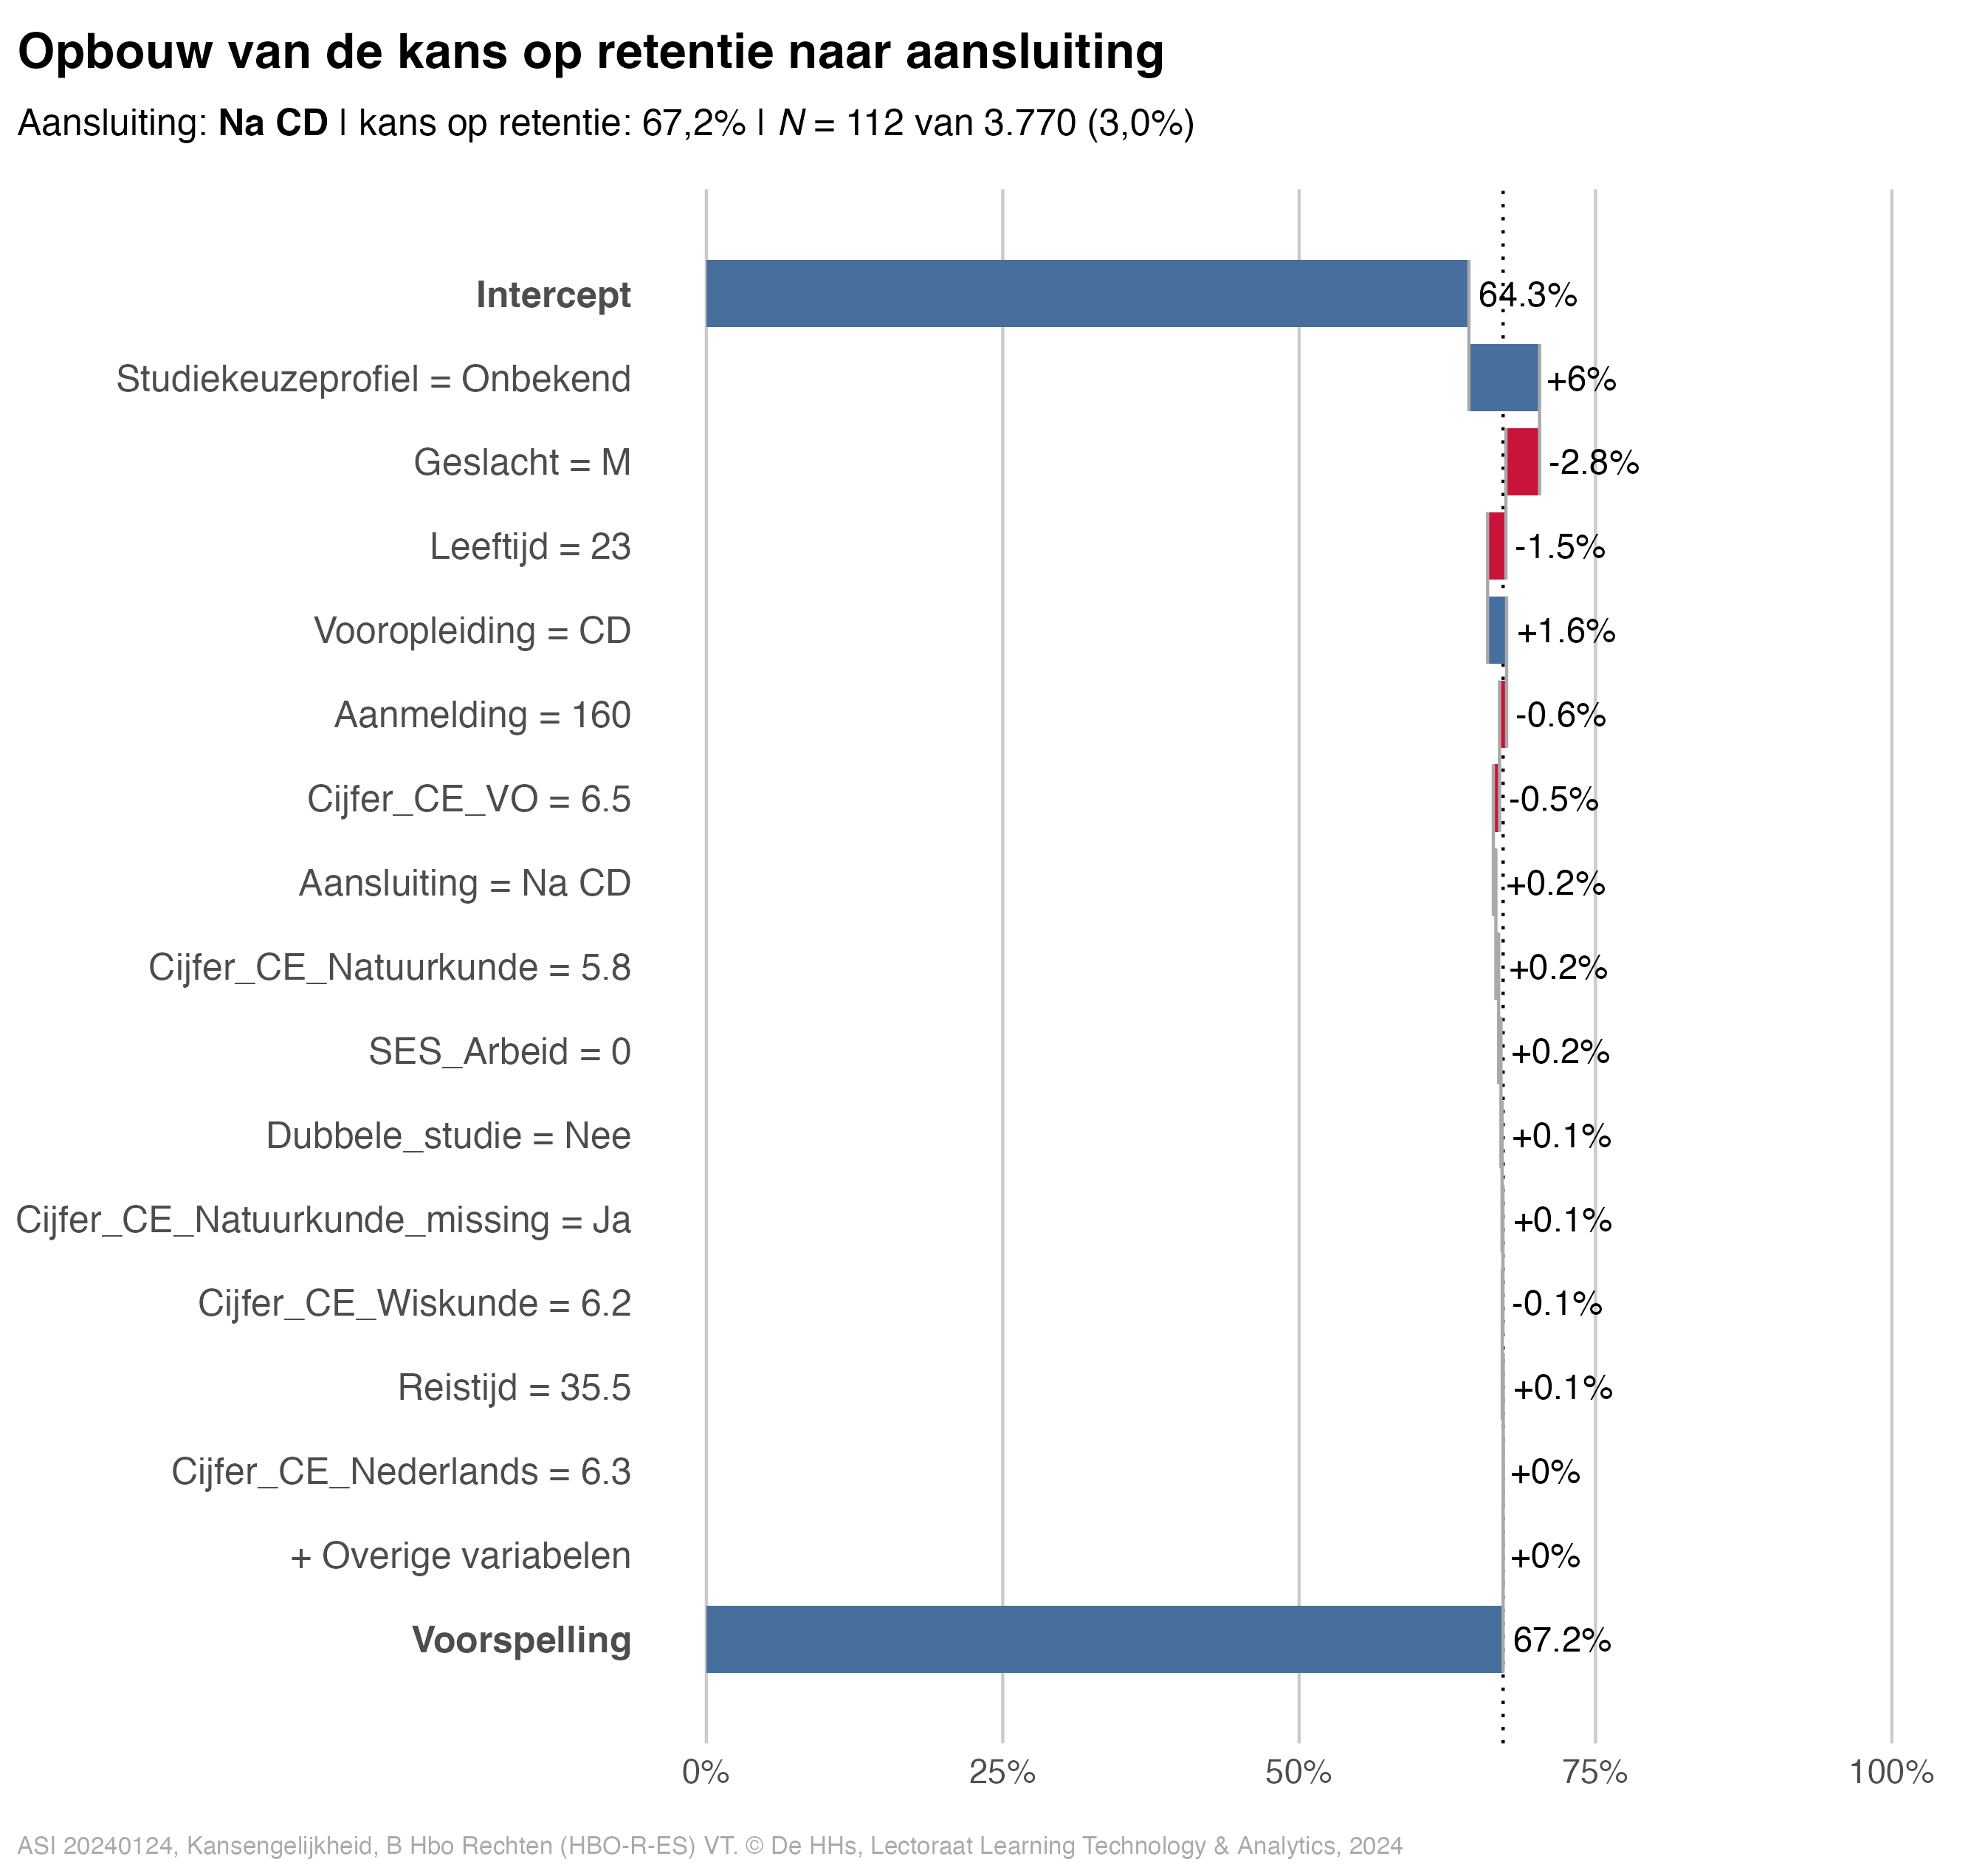 Opbouw van de kans op retentie naar aansluiting
Aansluiting: Na CD | kans op retentie: 67,2% | N = 112 van 3.770 (3,0%)
Intercept 64.3%
Studiekeuzeprofiel = Onbekend +6%
Geslacht = M -2.8%
Leeftijd = 23 -1.5%
Vooropleiding = CD +1.6%
Aanmelding = 160 -0.6%
Cijfer_CE_VO = 6.5 -0.5%
Aansluiting = Na CD +0.2%
Cijfer_CE_Natuurkunde = 5.8 +0.2%
SES_Arbeid = 0 +0.2%
Dubbele_studie = Nee +0.1%
Cijfer_CE_Natuurkunde_missing = Ja +0.1%
Cijfer_CE_Wiskunde = 6.2 -0.1%
Reistijd = 35.5 +0.1%
Cijfer_CE_Nederlands = 6.3 +0%
+ Overige variabelen +0%
Voorspelling 67.2%
0% 25% 50% 75% 100%
ASI 20240124, Kansengelijkheid, B Hbo Rechten (HBO-R-ES) VT. © De HHs, Lectoraat Learning Technology & Analytics, 2024